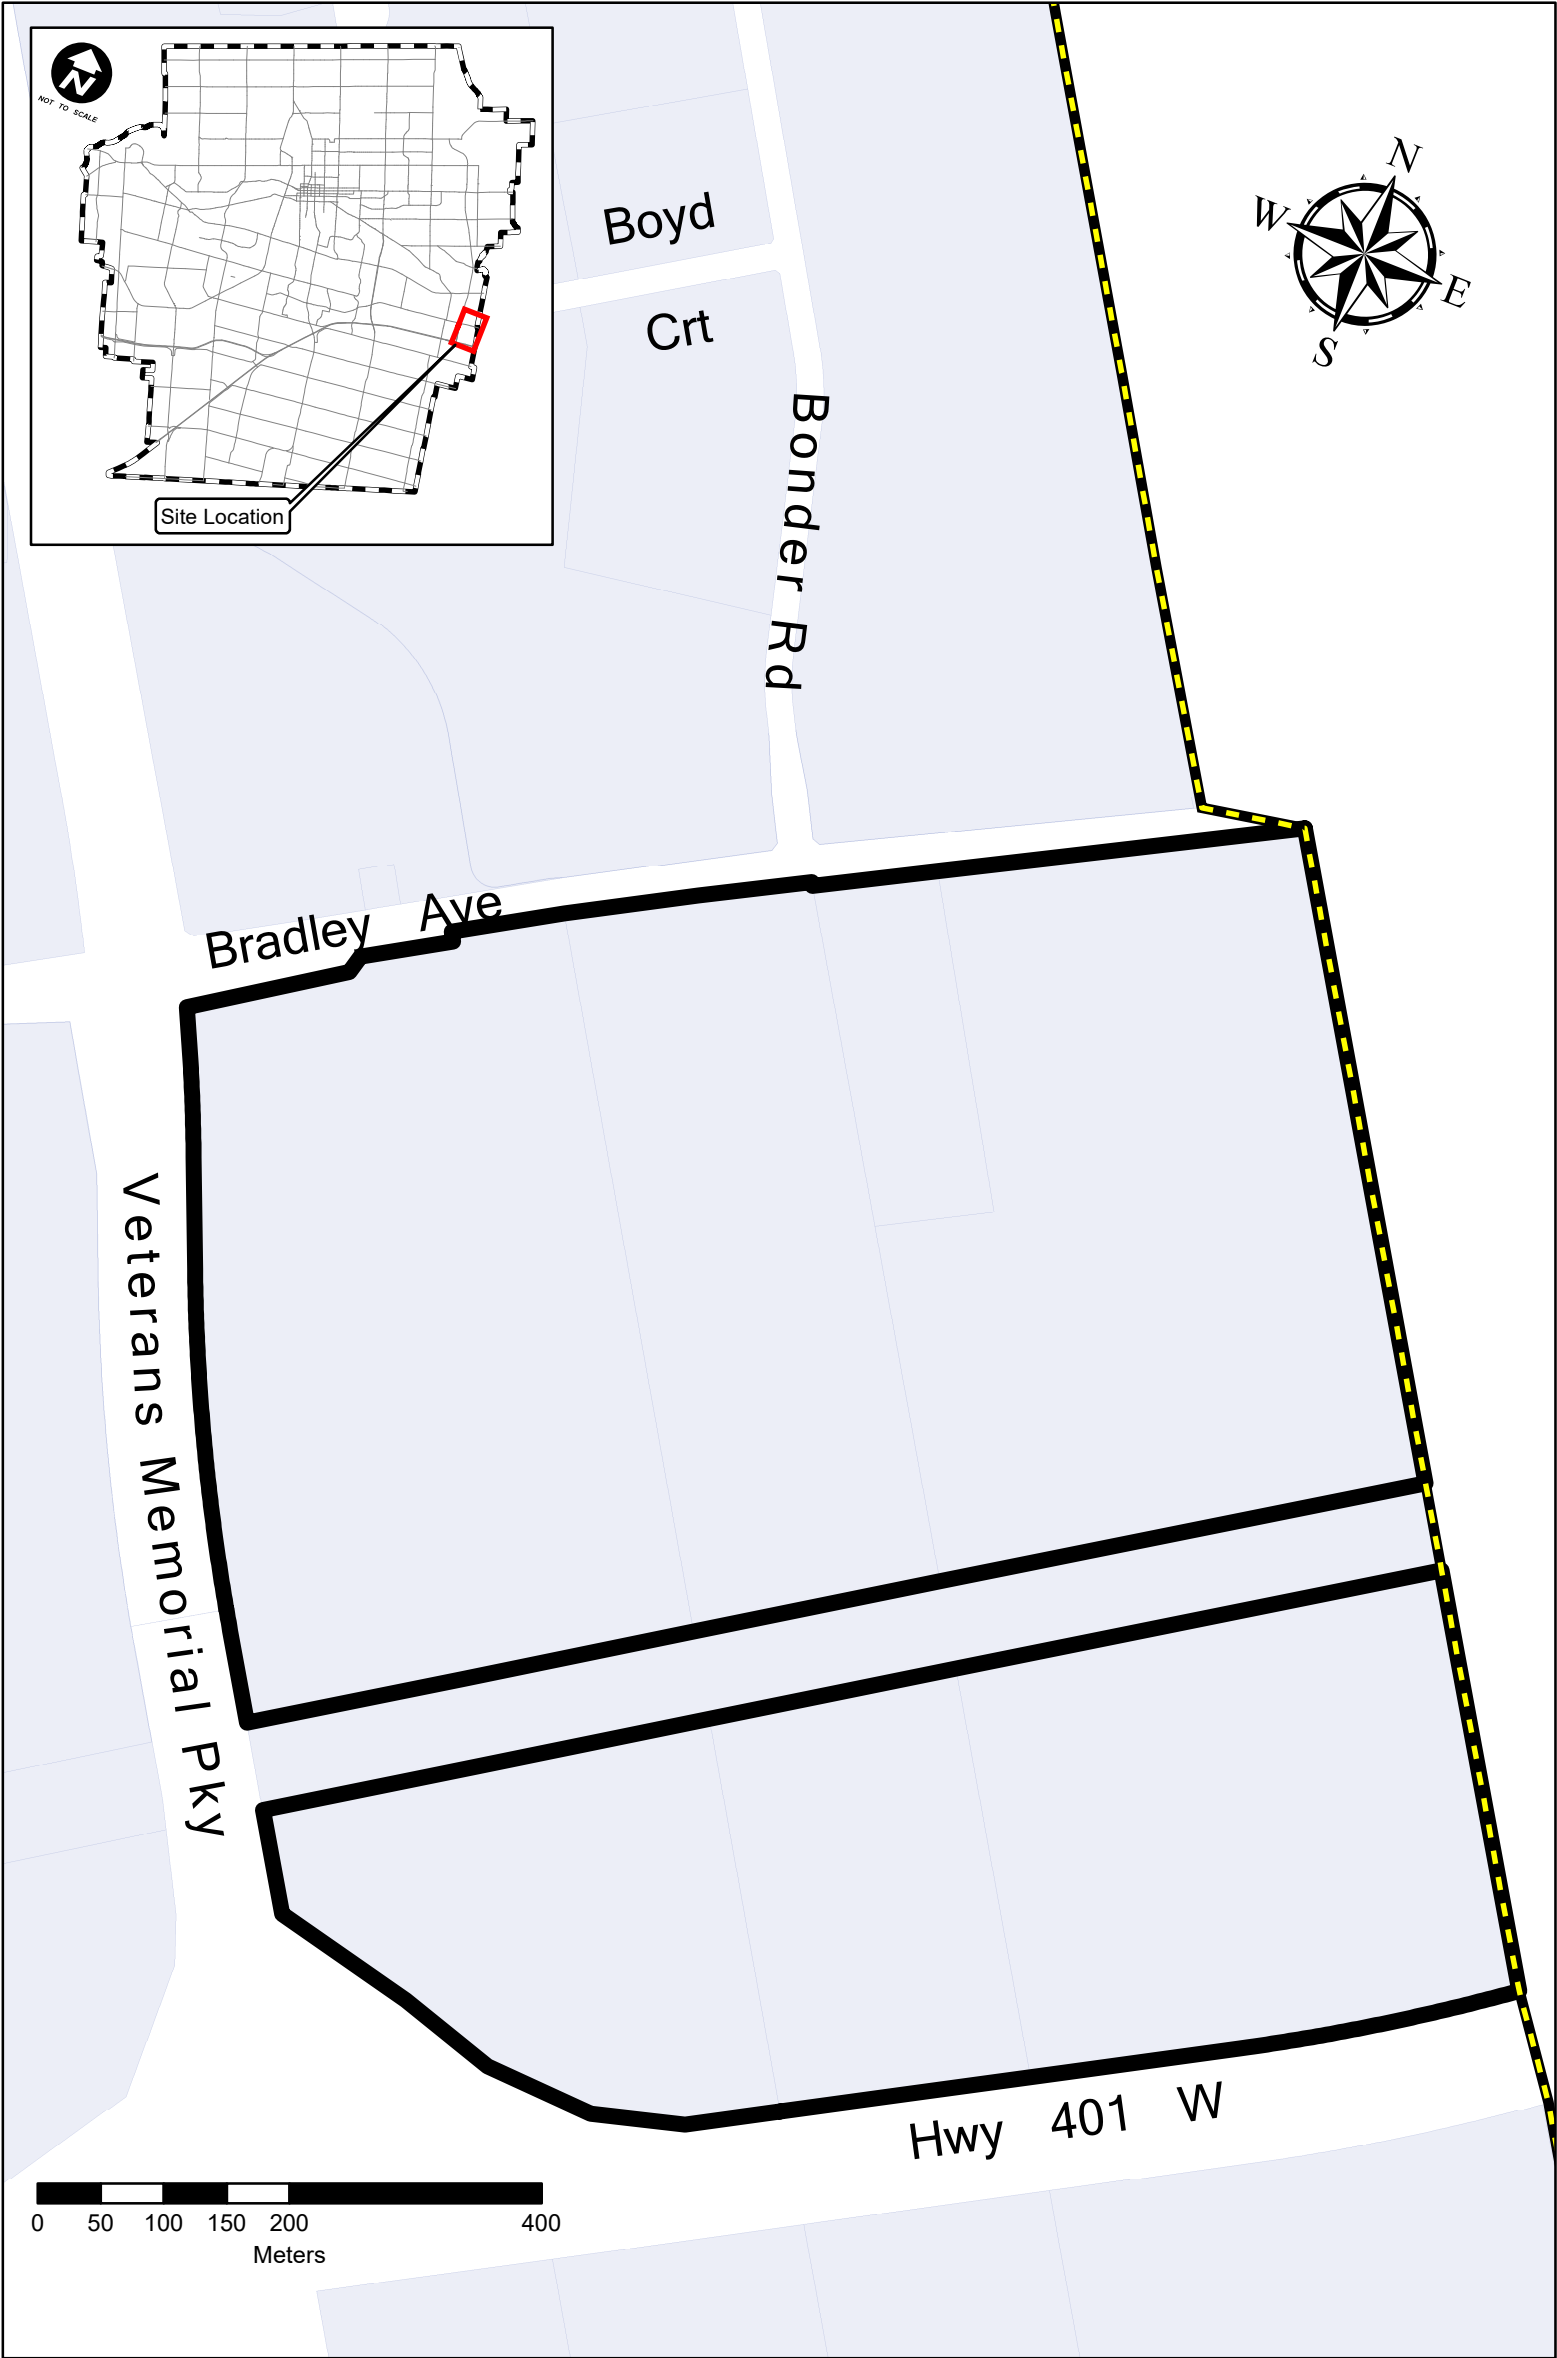 N
NOT TO SCALE
Site Location
Boyd
Crt
Bonder Rd
N
W
E
S
Bradley Ave
Veterans Memorial Pky
Hwy 401 W
0 50 100 150 200 400
Meters